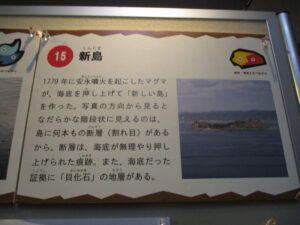 15 新島
しんじま
1779年に安永噴火を起こしたマグマ
が、海底を押し上げて「新しい島」
を作った。写真の方向から見ると
なだらかな階段状に見えるのは、
島に何本もの断層（割れ目）がある
から。断層は、海底が無理やり押し
上げられた痕跡。また、海底だった
証拠に「貝化石」の地層がある。